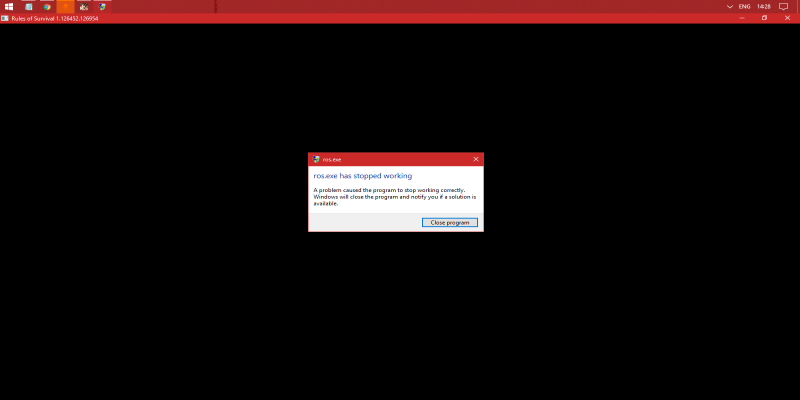 ENG 14:28
Rules of Survival 1.126452.126954
ros.exe
ros.exe has stopped working
A problem caused the program to stop working correctly.
Windows will close the program and notify you if a solution is
available.
Close program